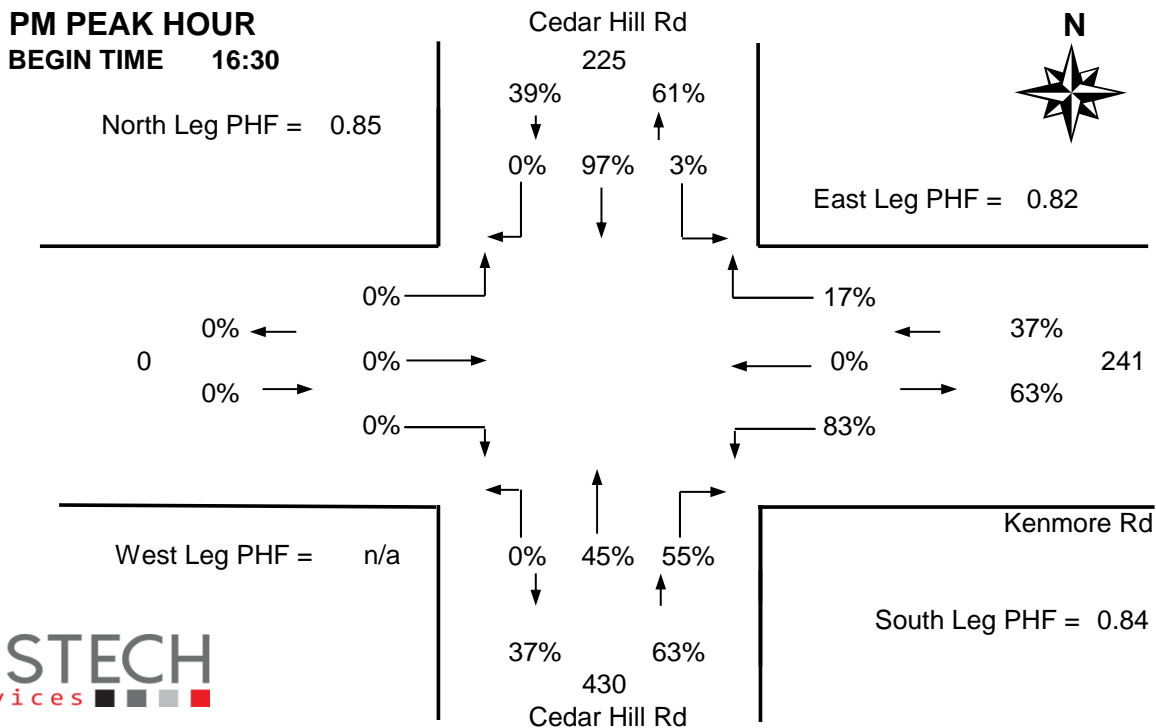 PM PEAK HOUR
BEGIN TIME 16:30
Cedar Hill Rd
225
N
39% 61%
North Leg PHF = 0.85
0% 97% 3%
East Leg PHF = 0.82
0% 17%
0% 37%
0 0% 0% 241
0% 63%
0% 83%
Kenmore Rd
West Leg PHF = n/a
0% 45% 55%
South Leg PHF = 0.84
37% 63%
STECH
vices
430
Cedar Hill Rd